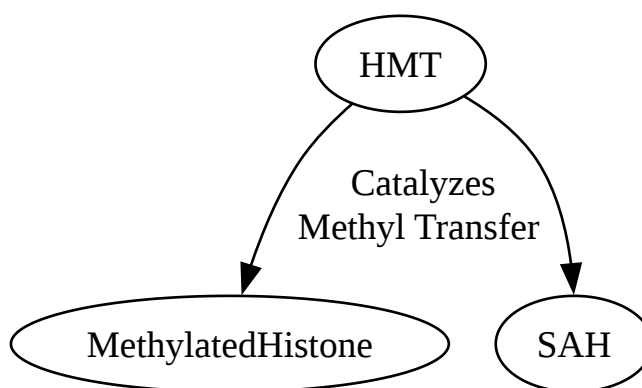 HMT
Catalyzes
Methyl Transfer
MethylatedHistone
SAH